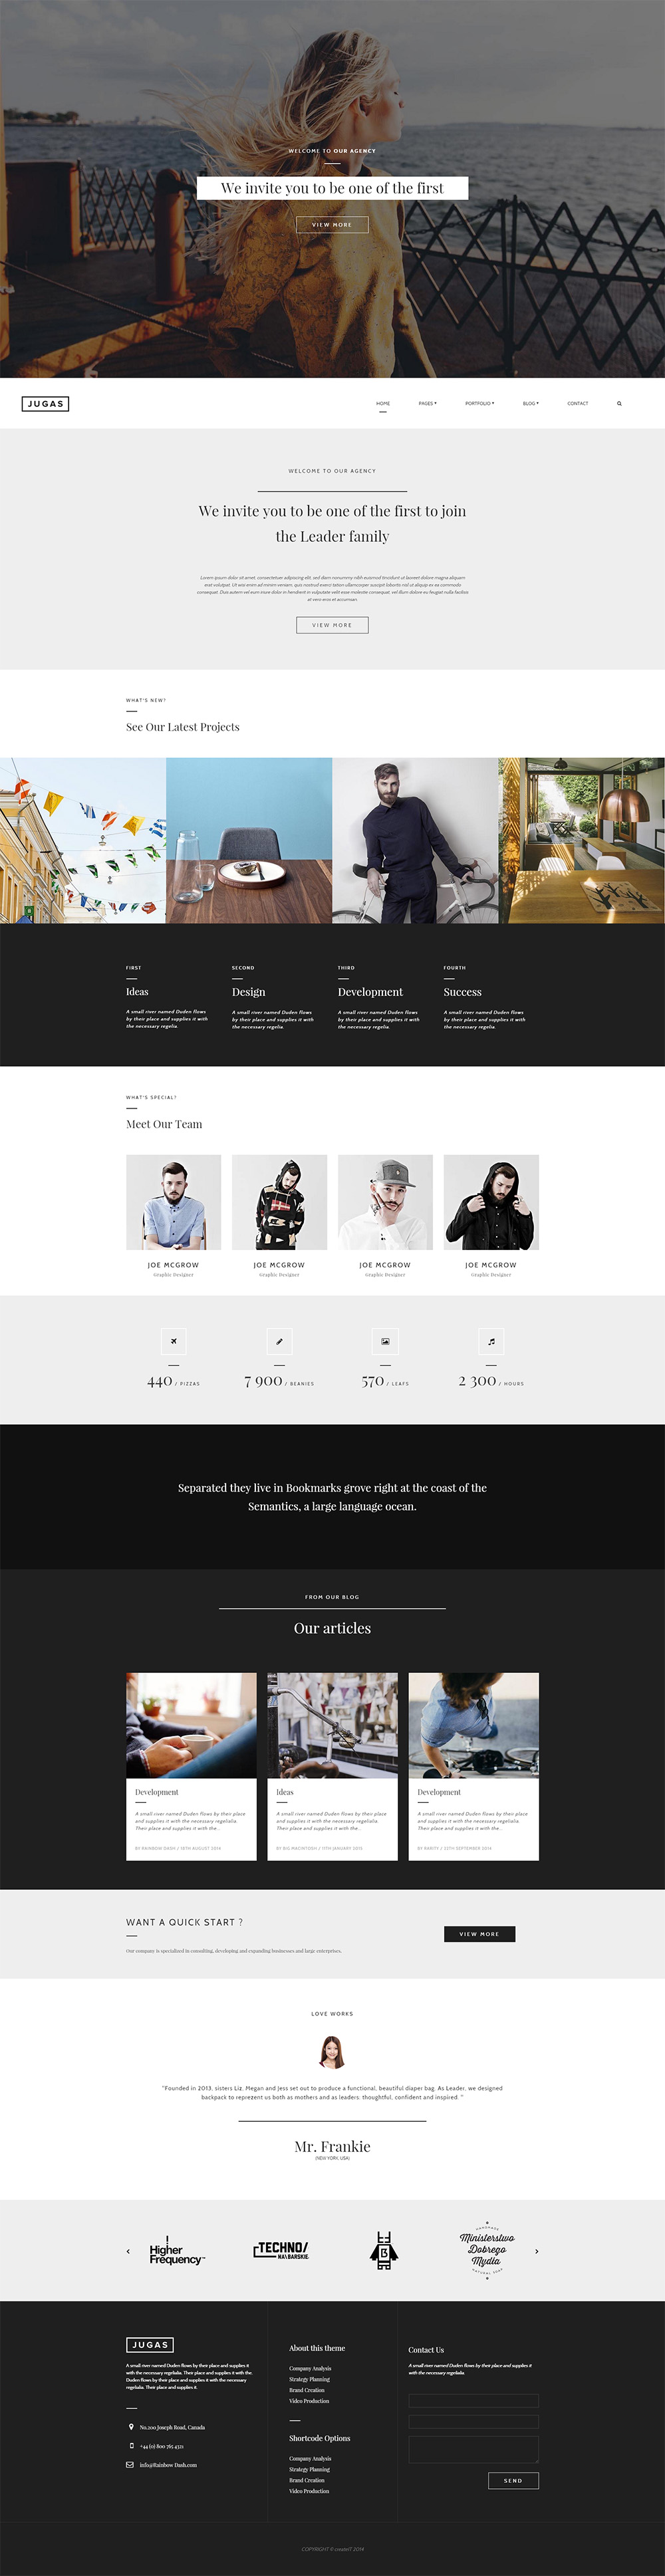 WELCOME TO OUR AGENCY
We invite you to be one of the first
VIEW MORE
JUGAS
HOME
PAGES
PORTFOLIO
BLOG
CONTACT
WELCOME TO OUR AGENCY
We invite you to be one of the first to join
the Leader family
Lorem ipsum dolor sit amet, consectetuer adipiscing elit, sed diam nonummy nibh euismod tincidunt ut laoreet dolore magna aliquam
erat volutpat. Ut wisi enim ad minim veniam, quis nostrud exerci tation ullamcorper suscipit lobortis nisl ut aliquip ex ea commodo
consequat. Duis autem vel eum iriure dolor in hendrerit in vulputate velit esse molestie consequat, vel illum dolore eu feugiat nulla facilisis
at vero eros et accumsan.
VIEW MORE
WHAT'S NEW?
See Our Latest Projects
FIRST
Ideas
A small river named Duden flows
by their place and supplies it with
the necessary regelia.
SECOND
Design
A small river named Duden flows
by their place and supplies it with
the necessary regelia.
THIRD
Development
A small river named Duden flows
by their place and supplies it with
the necessary regelia.
FOURTH
Success
A small river named Duden flows
by their place and supplies it with
the necessary regelia.
WHAT'S SPECIAL?
Meet Our Team
JOE MCGROW
Graphic Designer
JOE MCGROW
Graphic Designer
JOE MCGROW
Graphic Designer
JOE MCGROW
Graphic Designer
440 / PIZZAS
7 900 / BEANIES
570 / LEAFS
2 300 / HOURS
Separated they live in Bookmarks grove right at the coast of the
Semantics, a large language ocean.
FROM OUR BLOG
Our articles
Development
A small river named Duden flows by their place
and supplies it with the necessary regelialia.
Their place and supplies it with the...
BY RAINBOW DASH / 10TH AUGUST 2014
Ideas
A small river named Duden flows by their place
and supplies it with the necessary regelialia.
Their place and supplies it with the...
BY BIG MACINTOSH / 17TH JANUARY 2015
Development
A small river named Duden flows by their place
and supplies it with the necessary regelialia.
Their place and supplies it with the...
BY RARITY / 12TH SEPTEMBER 2014
WANT A QUICK START ?
Our company is specialized in consulting, developing and expanding businesses and large enterprises.
VIEW MORE
LOVE WORKS
"Founded in 2013, sisters Liz, Megan and Jess set out to produce a functional, beautiful diaper bag. As Leader, we designed
backpack to reprezent us both as mothers and as leaders: thoughtful, confident and inspired. "
Mr. Frankie
(NEW YORK, USA)
Higher
Frequency™
TECHNO/
HAŁBARSKIE
B
HANDMADE
Ministerstwo
Dobrego
Mydła
NATURAL SOAP
JUGAS
A small river named Duden flows by their place and supplies it
with the necessary regelialia. Their place and supplies it with the.
Duden flows by their place and supplies it with the necessary
regelialia. Their place and supplies it.
No.200 Joseph Road, Canada
+44 (0) 800 765 4321
info@Rainbow Dash.com
About this theme
Company Analysis
Strategy Planning
Brand Creation
Video Production
Shortcode Options
Company Analysis
Strategy Planning
Brand Creation
Video Production
Contact Us
A small river named Duden flows by their place and supplies it
with the necessary regelialia
SEND
COPYRIGHT © createIT 2014